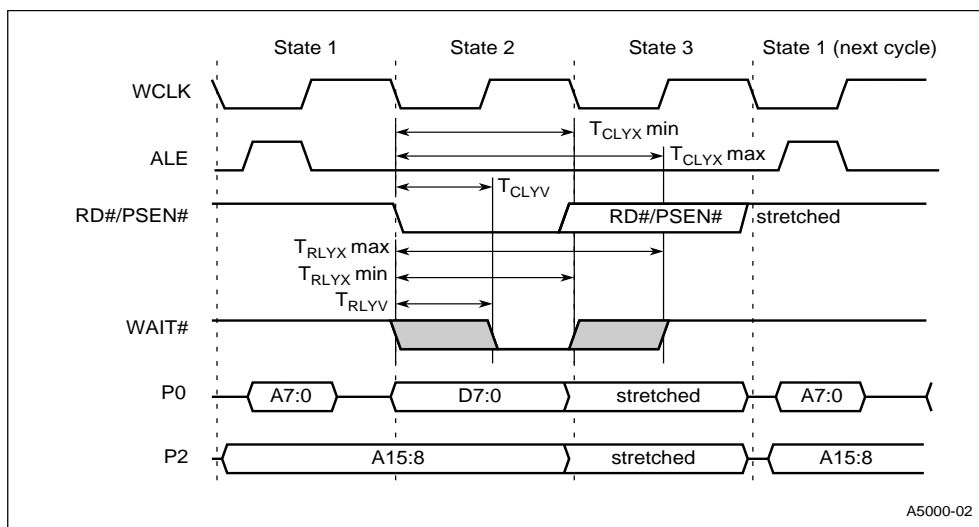 State 1 State 2 State 3 State 1 (next cycle)
WCLK
T_CLYX min
ALE
T_CLYX max
T_CLYV
RD#/PSEN# RD#/PSEN# stretched
T_RLYX max
T_RLYX min
T_RLYV
WAIT#
P0 A7:0 D7:0 stretched A7:0
P2 A15:8 stretched A15:8
A5000-02